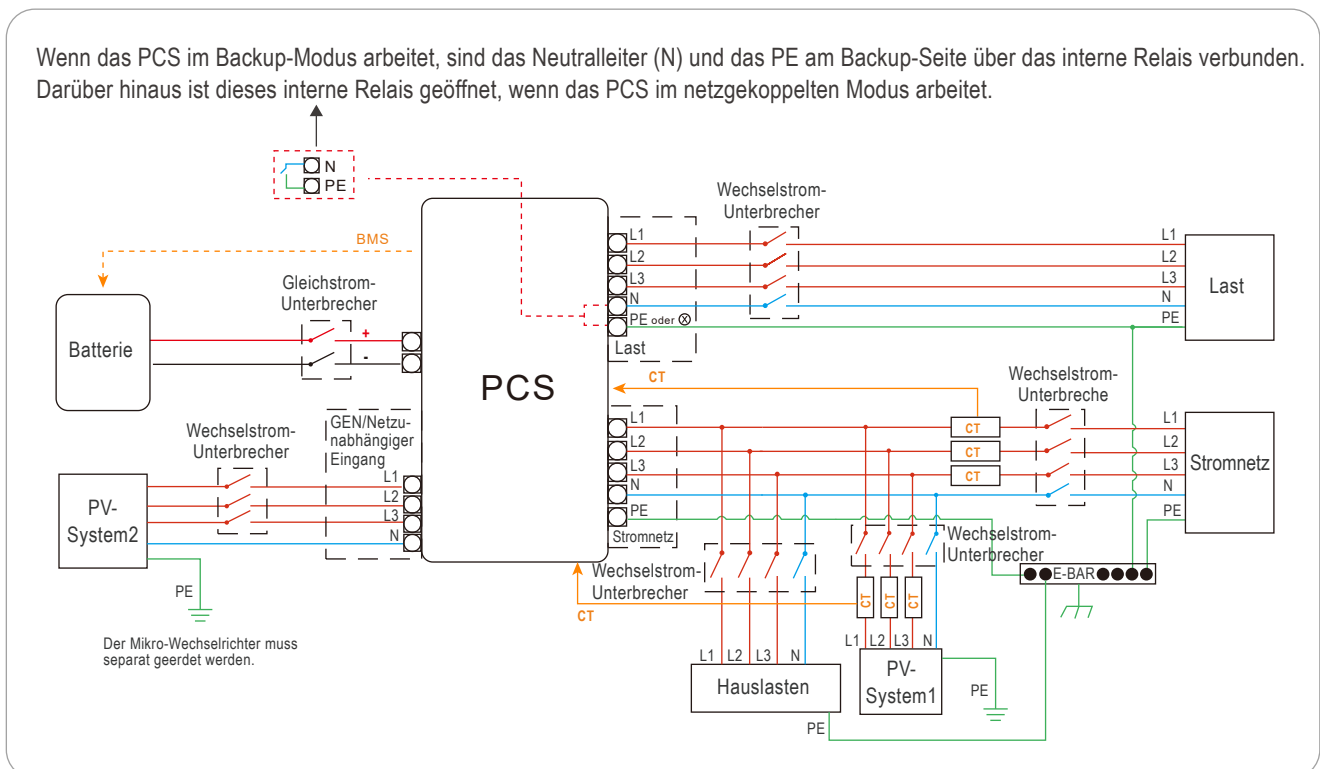 Wenn das PCS im Backup-Modus arbeitet, sind das Neutralleiter (N) und das PE am Backup-Seite über das interne Relais verbunden.
Darüber hinaus ist dieses interne Relais geöffnet, wenn das PCS im netzgekoppelten Modus arbeitet.
N
PE
BMS
Batterie
Gleichstrom-
Unterbrecher
+
-
PCS
L1
L2
L3
N
PE oder ⓧ
Last
Wechselstrom-
Unterbrecher
L1
L2
L3
N
PE
Last
CT
Wechselstrom-
Unterbreche
L1
L2
L3
N
PE
Stromnetz
CT
CT
CT
L1
L2
L3
N
PE
Stromnetz
GEN/Netzu-
nabhängiger
Eingang
L1
L2
L3
N
Wechselstrom-
Unterbrecher
PV-
System2
PE
Der Mikro-Wechselrichter muss
separat geerdet werden.
Wechselstrom-
Unterbrecher
Wechselstrom-
Unterbrecher
CT
CT
CT
CT
E-BAR
L1
L2
L3
N
Hauslasten
PE
L1
L2
L3
N
PV-
System1
PE